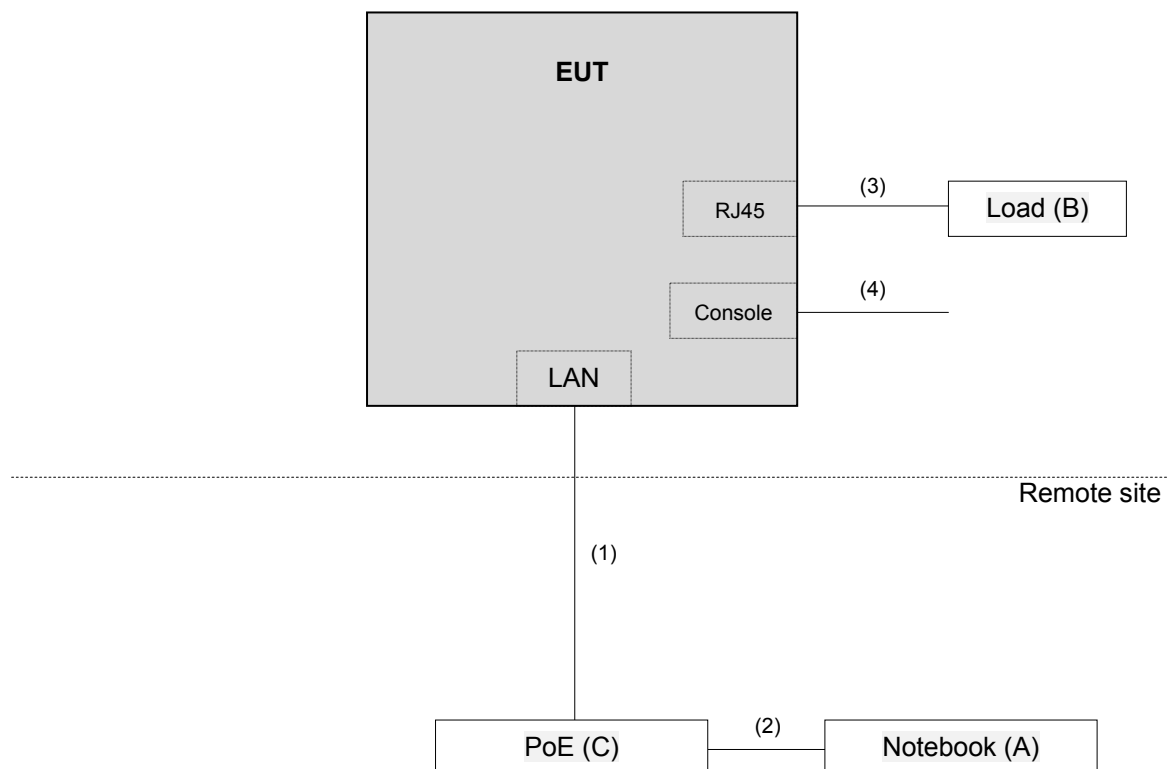 EUT
(3)
RJ45
Load (B)
(4)
Console
LAN
Remote site
(1)
(2)
PoE (C)
Notebook (A)